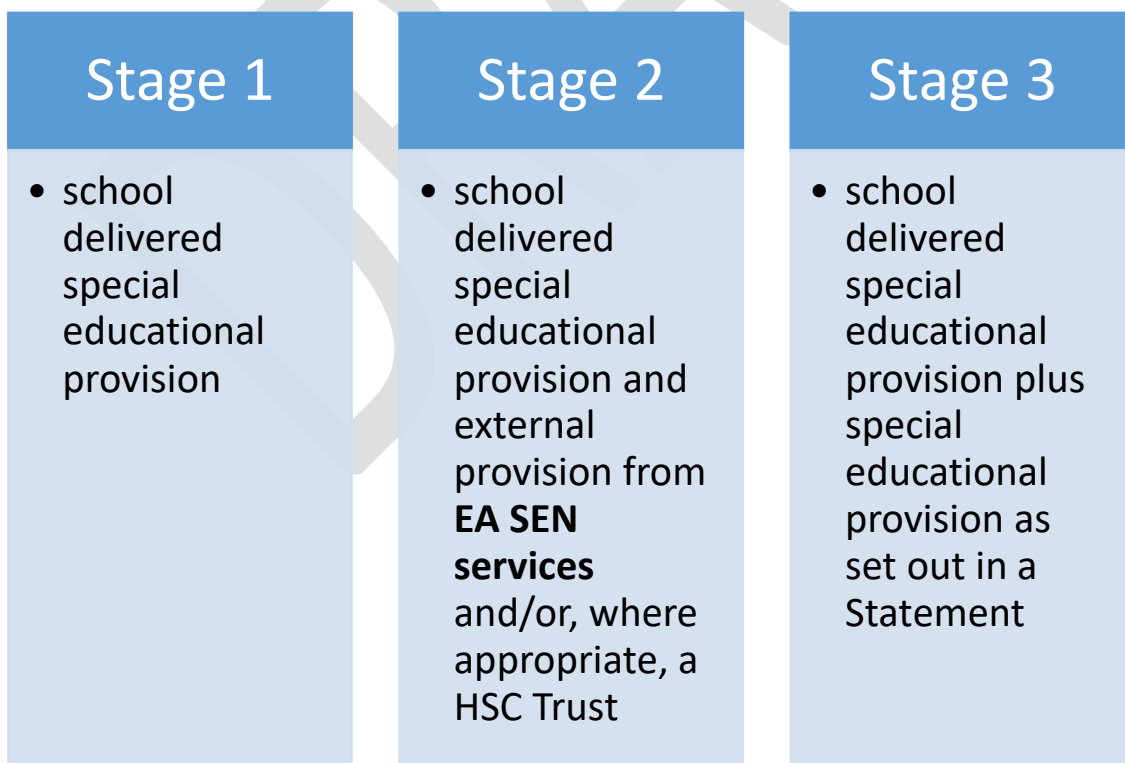 Stage 1
• school
delivered
special
educational
provision
Stage 2
• school
delivered
special
educational
provision and
external
provision from
EA SEN
services
and/or, where
appropriate, a
HSC Trust
Stage 3
• school
delivered
special
educational
provision plus
special
educational
provision as
set out in a
Statement